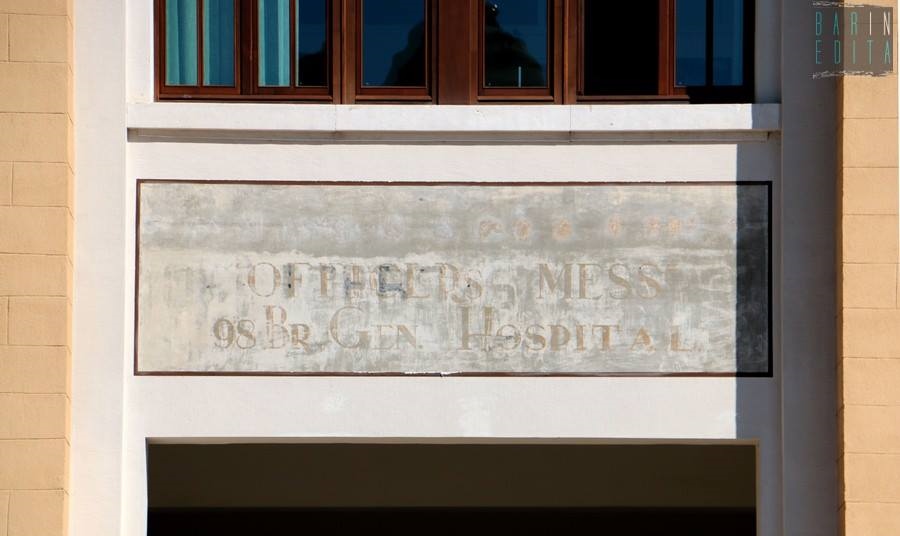 OFFICERS MESS
98 BR GEN. HOSPITAL
BARIN
EDITA